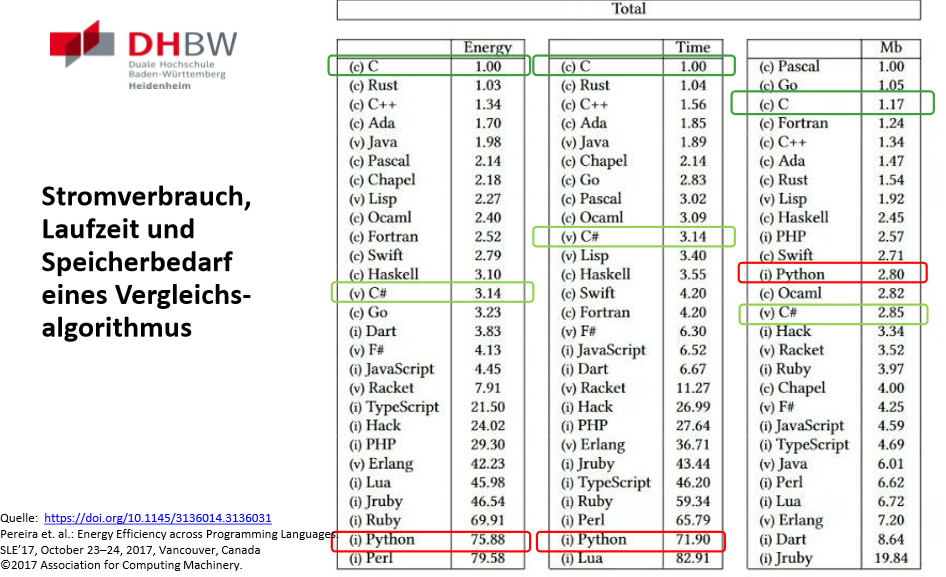 Total
DHBW
Duale Hochschule
Baden-Württemberg
Heidenheim
Stromverbrauch,
Laufzeit und
Speicherbedarf
eines Vergleichs-
algorithmus
Energy
(c) C 1.00
(c) Rust 1.03
(c) C++ 1.34
(c) Ada 1.70
(v) Java 1.98
(c) Pascal 2.14
(c) Chapel 2.18
(v) Lisp 2.27
(c) Ocaml 2.40
(c) Fortran 2.52
(c) Swift 2.79
(c) Haskell 3.10
(v) C# 3.14
(c) Go 3.23
(i) Dart 3.83
(v) F# 4.13
(i) JavaScript 4.45
(v) Racket 7.91
(i) TypeScript 21.50
(i) Hack 24.02
(i) PHP 29.30
(v) Erlang 42.23
(i) Lua 45.98
(i) Jruby 46.54
(i) Ruby 69.91
(i) Python 75.88
(i) Perl 79.58
Time
(c) C 1.00
(c) Rust 1.04
(c) C++ 1.56
(c) Ada 1.85
(v) Java 1.89
(c) Chapel 2.14
(c) Go 2.83
(c) Pascal 3.02
(c) Ocaml 3.09
(v) C# 3.14
(v) Lisp 3.40
(c) Haskell 3.55
(c) Swift 4.20
(c) Fortran 4.20
(v) F# 6.30
(i) JavaScript 6.52
(i) Dart 6.67
(v) Racket 11.27
(i) Hack 26.99
(i) PHP 27.64
(v) Erlang 36.71
(i) Jruby 43.44
(i) TypeScript 46.20
(i) Ruby 59.34
(i) Perl 65.79
(i) Python 71.90
(i) Lua 82.91
Mb
(c) Pascal 1.00
(c) Go 1.05
(c) C 1.17
(c) Fortran 1.24
(c) C++ 1.34
(c) Ada 1.47
(c) Rust 1.54
(v) Lisp 1.92
(c) Haskell 2.45
(i) PHP 2.57
(c) Swift 2.71
(i) Python 2.80
(c) Ocaml 2.82
(v) C# 2.85
(i) Hack 3.34
(v) Racket 3.52
(i) Ruby 3.97
(c) Chapel 4.00
(v) F# 4.25
(i) JavaScript 4.59
(i) TypeScript 4.69
(v) Java 6.01
(i) Perl 6.62
(i) Lua 6.72
(v) Erlang 7.20
(i) Dart 8.64
(i) Jruby 19.84
Quelle: https://doi.org/10.1145/3136014.3136031
Pereira et. al.: Energy Efficiency across Programming Languages.
SLE’17, October 23–24, 2017, Vancouver, Canada
©2017 Association for Computing Machinery.